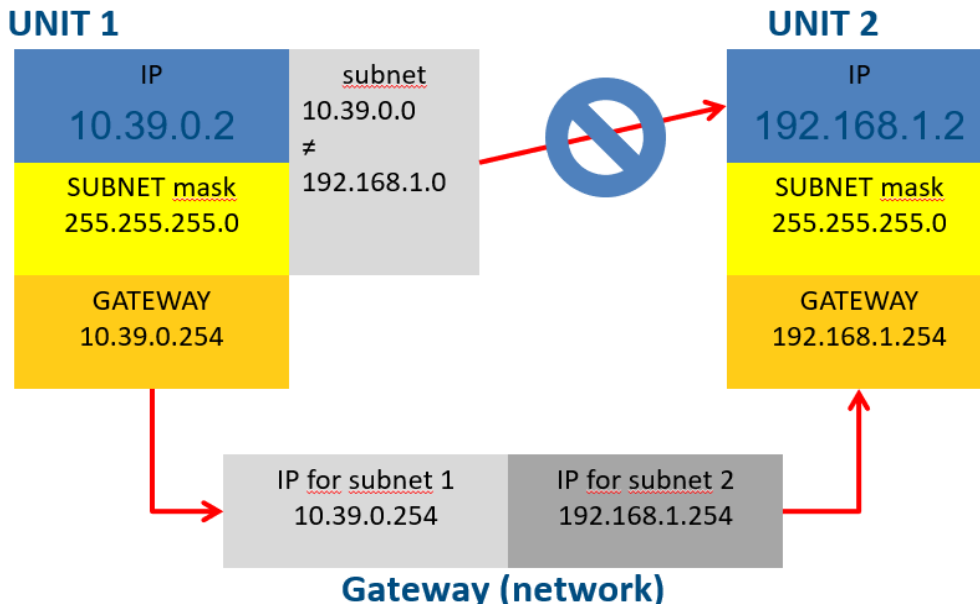 UNIT 1
UNIT 2
IP
10.39.0.2
SUBNET mask
255.255.255.0
GATEWAY
10.39.0.254
subnet
10.39.0.0
≠
192.168.1.0
IP
192.168.1.2
SUBNET mask
255.255.255.0
GATEWAY
192.168.1.254
IP for subnet 1
10.39.0.254
IP for subnet 2
192.168.1.254
Gateway (network)